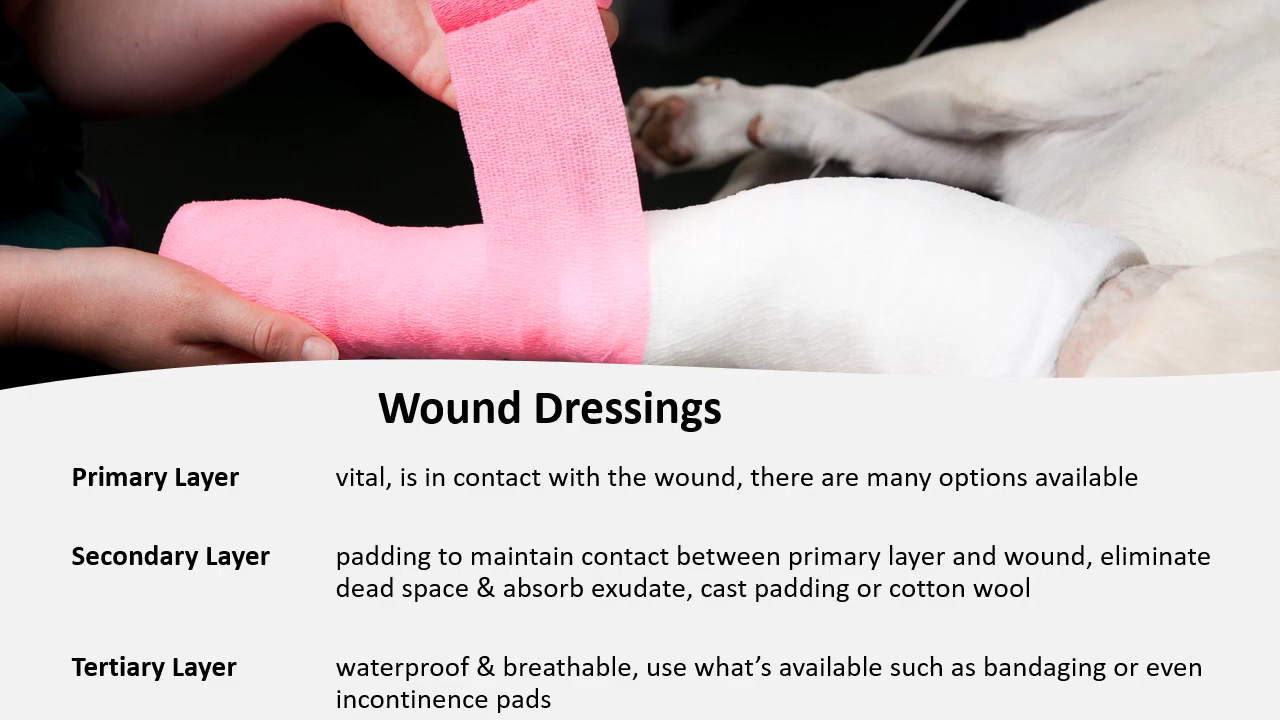 Wound Dressings
Primary Layer vital, is in contact with the wound, there are many options available
Secondary Layer padding to maintain contact between primary layer and wound, eliminate
dead space & absorb exudate, cast padding or cotton wool
Tertiary Layer waterproof & breathable, use what’s available such as bandaging or even
incontinence pads